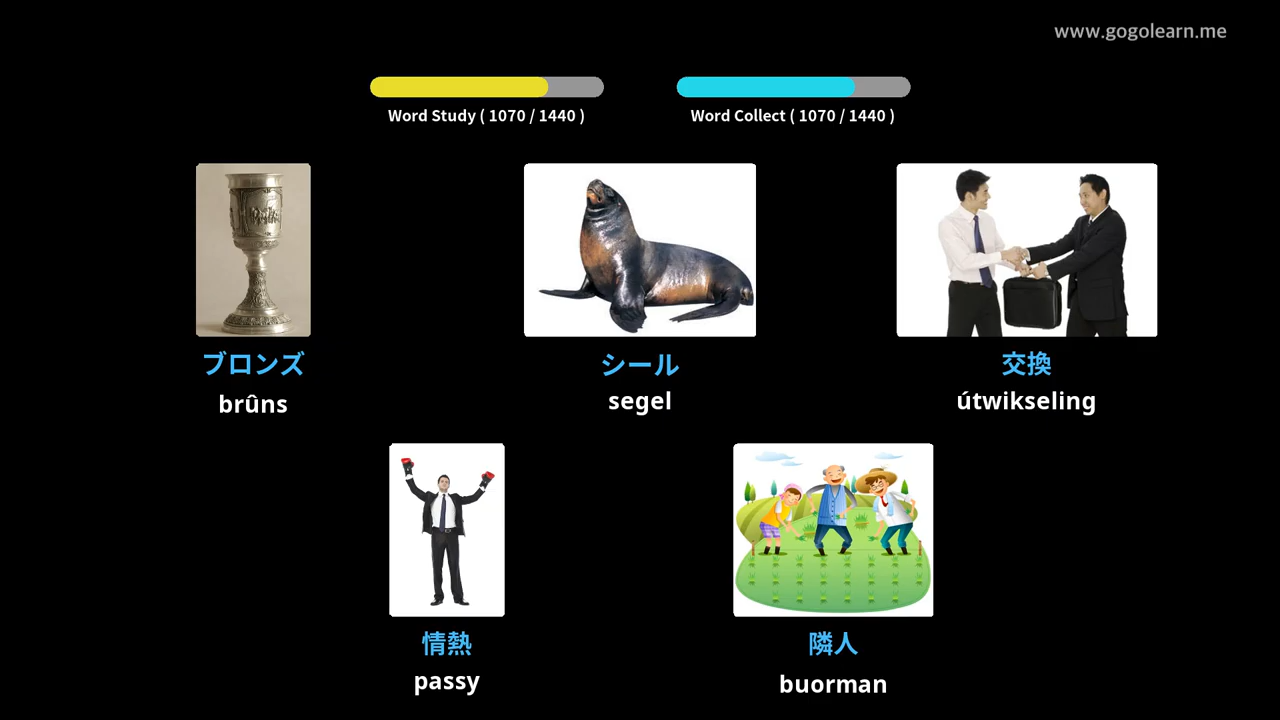 www.gogolearn.me
Word Study ( 1070 / 1440 )
Word Collect ( 1070 / 1440 )
ブロンズ
brûns
シール
segel
交換
útwikseling
情熱
passy
隣人
buorman